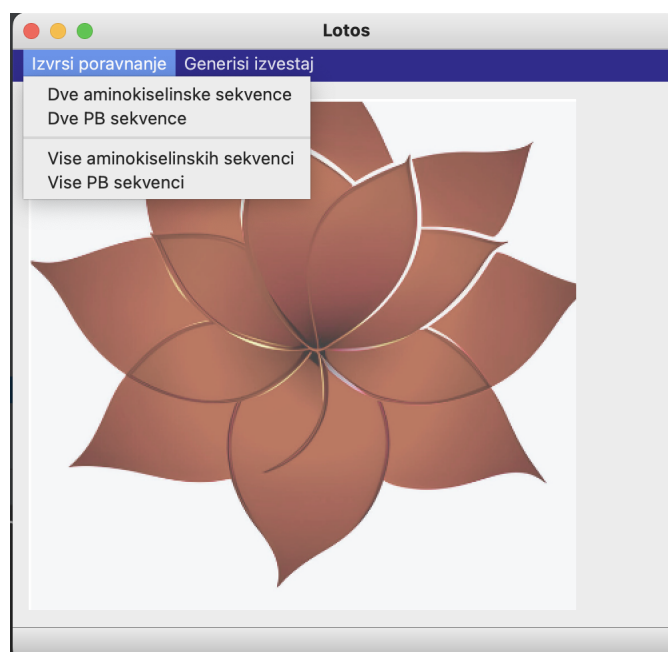 Lotos
Izvrsi poravnanje Generisi izvestaj
Dve aminokiselinske sekvence
Dve PB sekvence
Vise aminokiselinskih sekvenci
Vise PB sekvenci